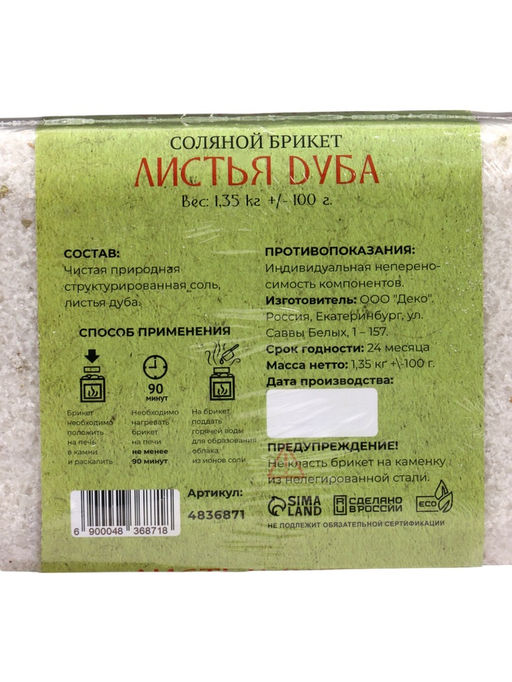 СОЛЯНОЙ БРИКЕТ
ЛИСТЬЯ ДУБА
Вес: 1,35 кг +/- 100 г.
СОСТАВ:
Чистая природная
структурированная соль,
листья дуба.
СПОСОБ ПРИМЕНЕНИЯ
Брикет
необходимо
положить
на печь
в камни
и раскалить
90
МИНУТ
Необходимо
нагревать
брикет
на печи
не менее
90 минут
На брикет
поддать
горячей воды
для образования
облака
из ионов соли
Артикул:
4836871
6 900048 368718
ПРОТИВОПОКАЗАНИЯ:
Индивидуальная неперено-
симость компонентов.
Изготовитель: ООО "Деко".
Россия, Екатеринбург, ул.
Саввы Белых, 1 – 157.
Срок годности: 24 месяца
Масса нетто: 1,35 кг +\-100 г.
Дата производства:
ПРЕДУПРЕЖДЕНИЕ!
Не класть брикет на каменку
из нелегированной стали.
SIMA
LAND
СДЕЛАНО
В РОССИИ
ECO
НЕ ПОДЛЕЖИТ ОБЯЗАТЕЛЬНОЙ СЕРТИФИКАЦИИ